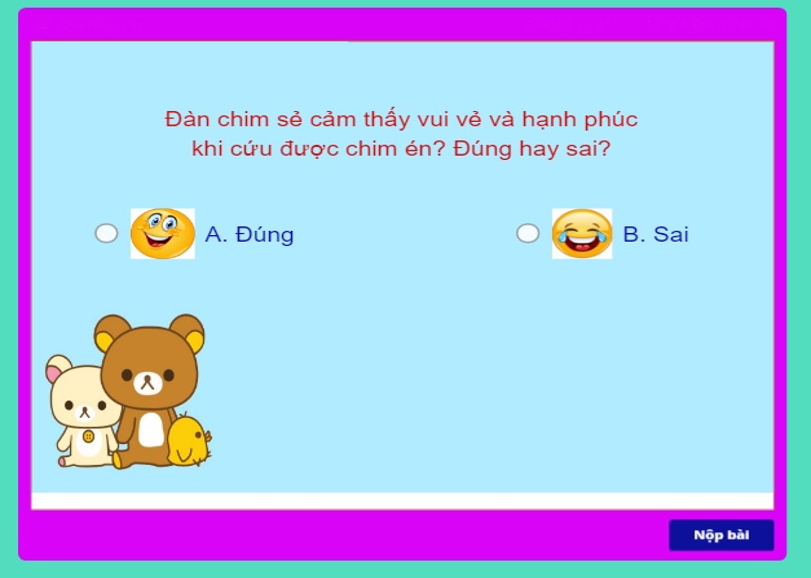 Đàn chim sẻ cảm thấy vui vẻ và hạnh phúc
khi cứu được chim én? Đúng hay sai?
A. Đúng
B. Sai
Nộp bài